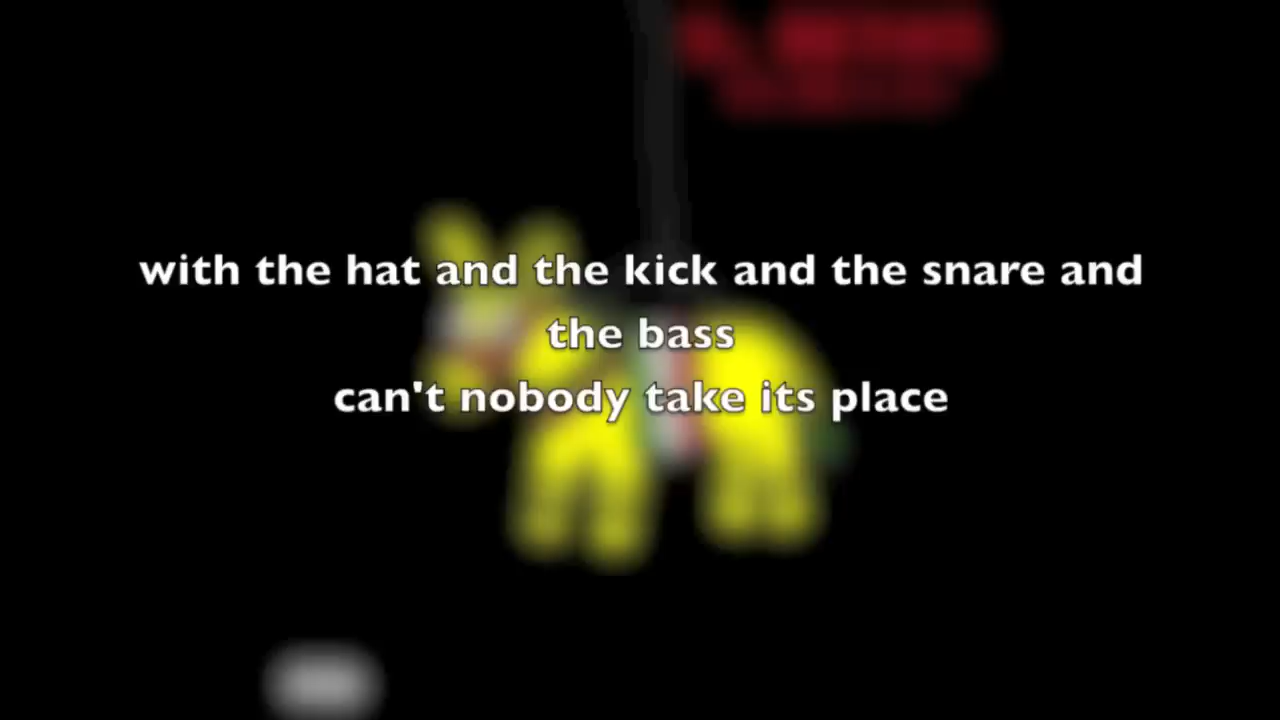 with the hat and the kick and the snare and
the bass
can't nobody take its place